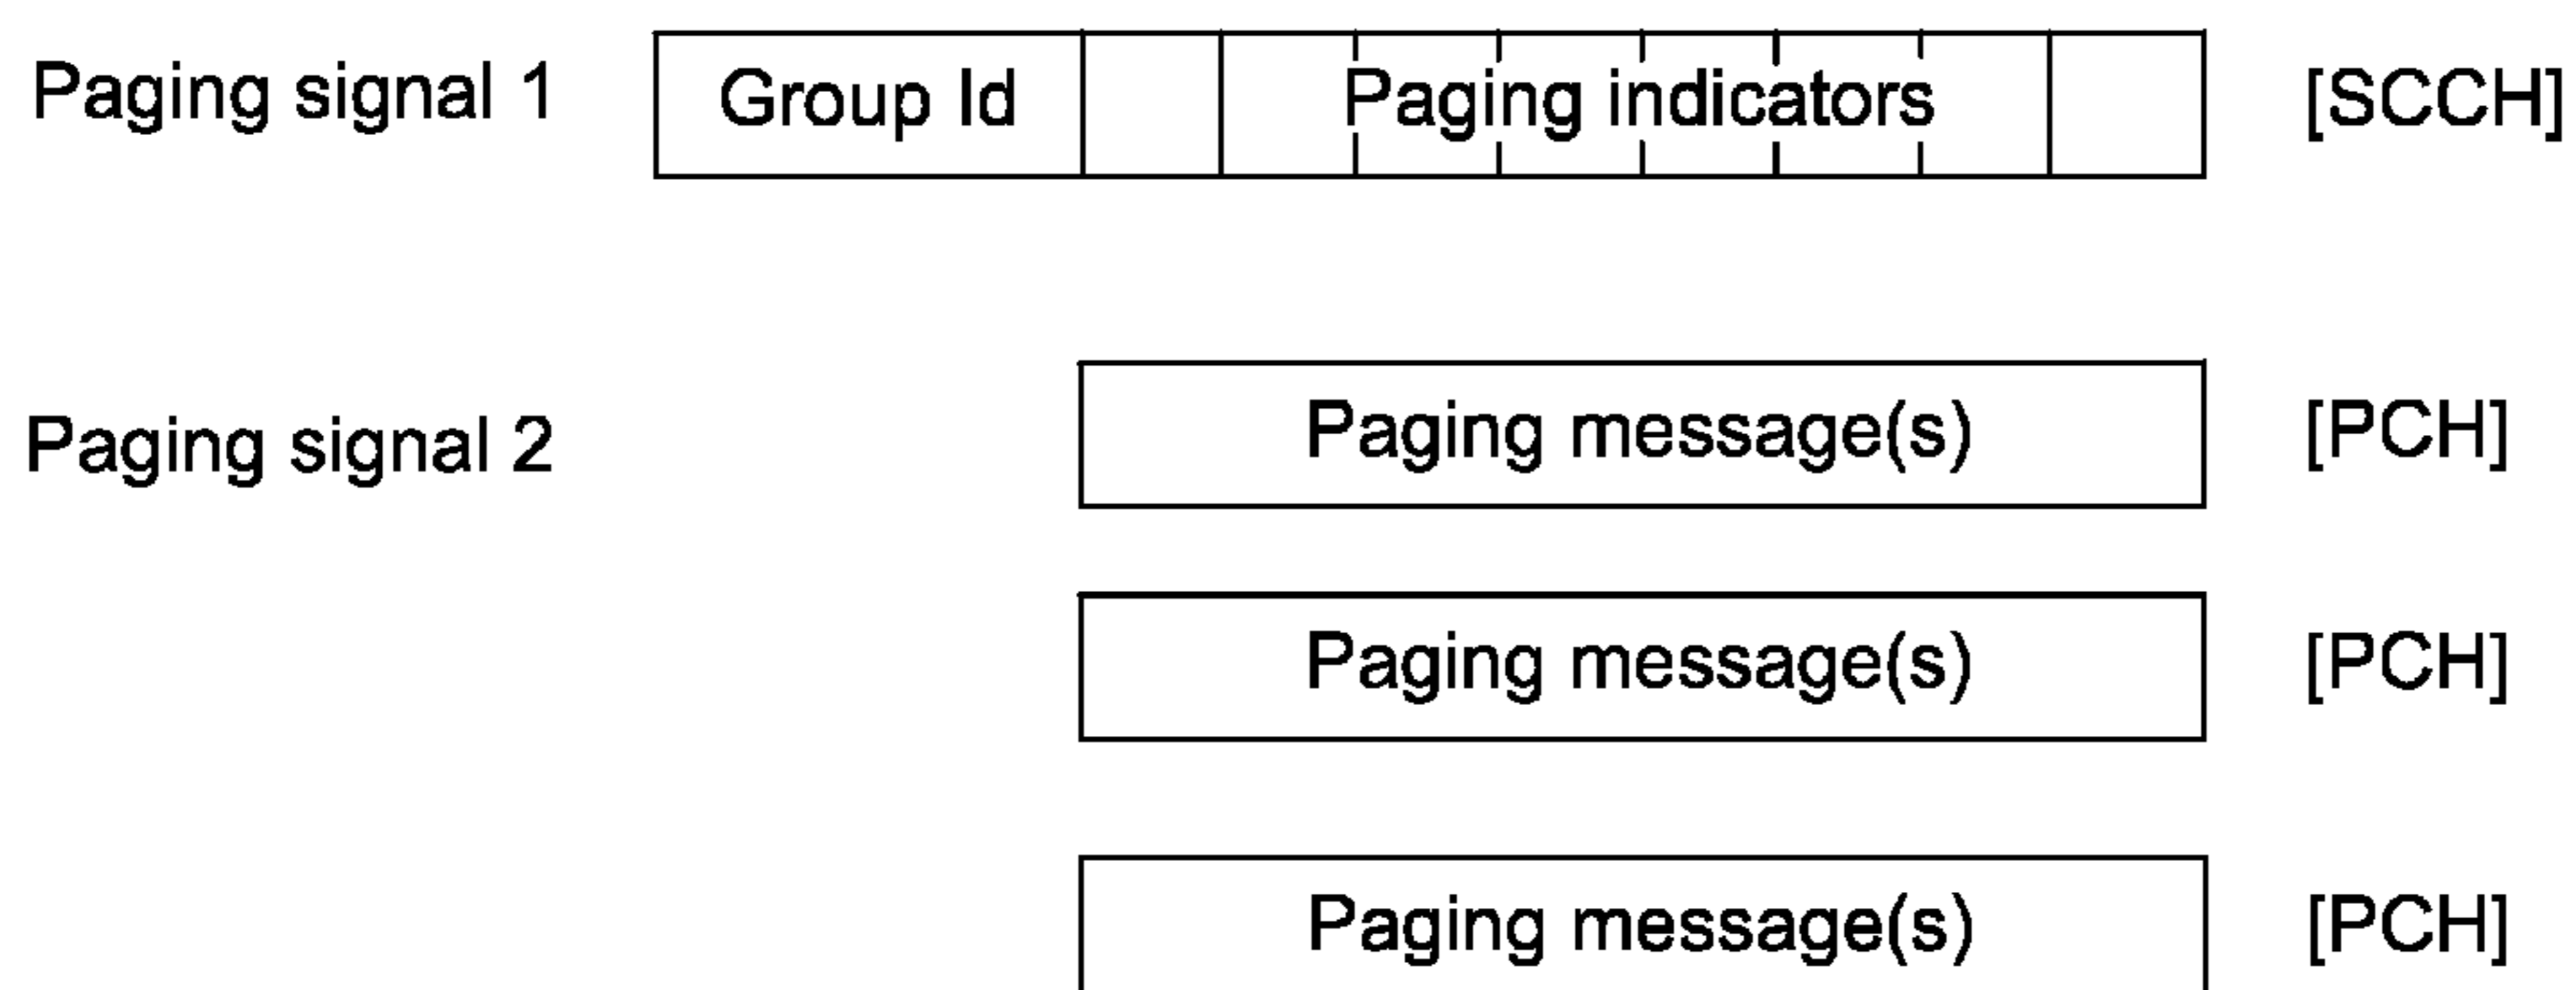 Paging signal 1 Group Id Paging indicators [SCCH]
Paging signal 2 Paging message(s) [PCH]
Paging message(s) [PCH]
Paging message(s) [PCH]